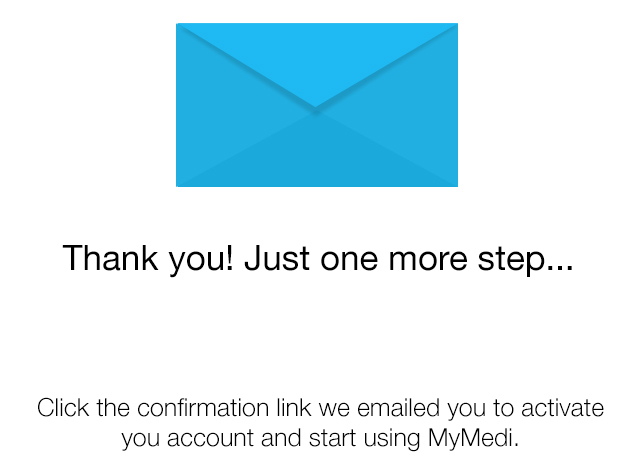 Thank you! Just one more step...
Click the confirmation link we emailed you to activate
you account and start using MyMedi.